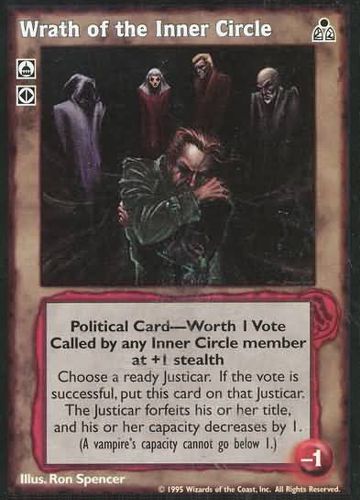 Wrath of the Inner Circle
Political Card—Worth 1 Vote
Called by any Inner Circle member
at +1 stealth
Choose a ready Justicar. If the vote is
successful, put this card on that Justicar.
The Justicar forfeits his or her title,
and his or her capacity decreases by 1.
(A vampire's capacity cannot go below 1.)
-1
Illus. Ron Spencer
© 1995 Wizards of the Coast, Inc. All Rights Reserved.